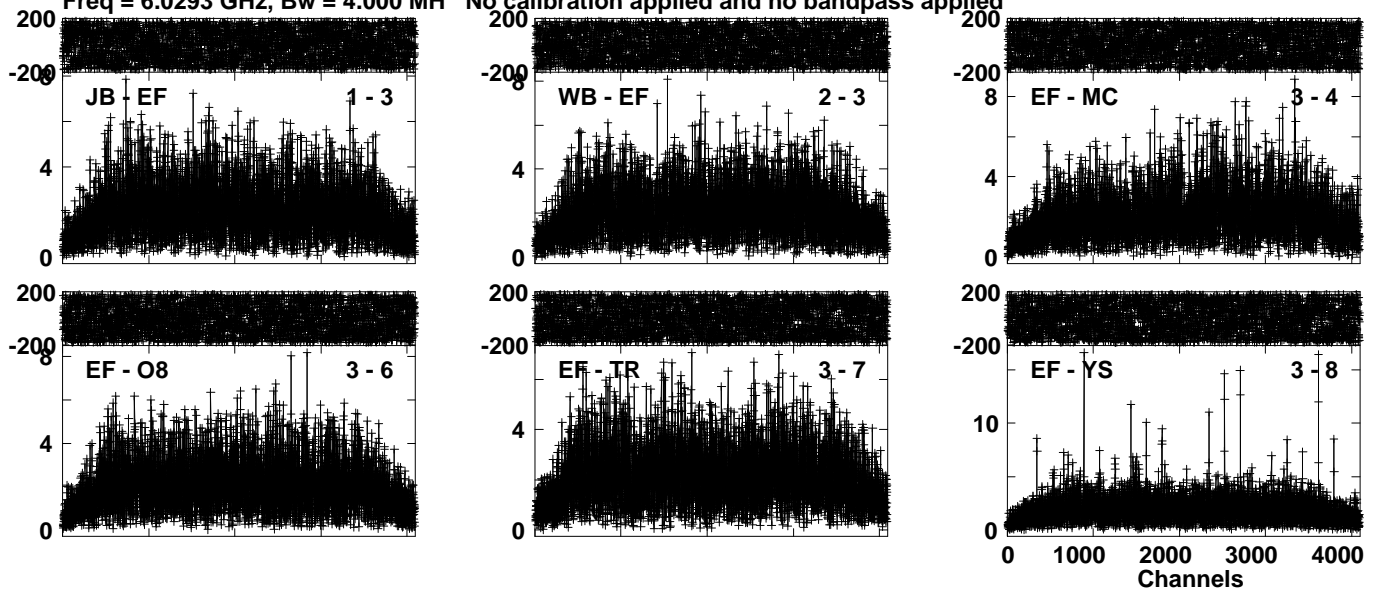 Freq = 6.0293 GHz, Bw = 4.000 MH No calibration applied and no bandpass applied
200 200 200
-200 -200 -200
8 8
JB - EF 1 - 3 WB - EF 2 - 3 EF - MC 3 - 4
8
4 4 4
0 0 0
200 200 200
-200 -200 -200
8
EF - O8 3 - 6 EF - TR 3 - 7 EF - YS 3 - 8
4 4 10
0 0 0
0 1000 2000 3000 4000
Channels